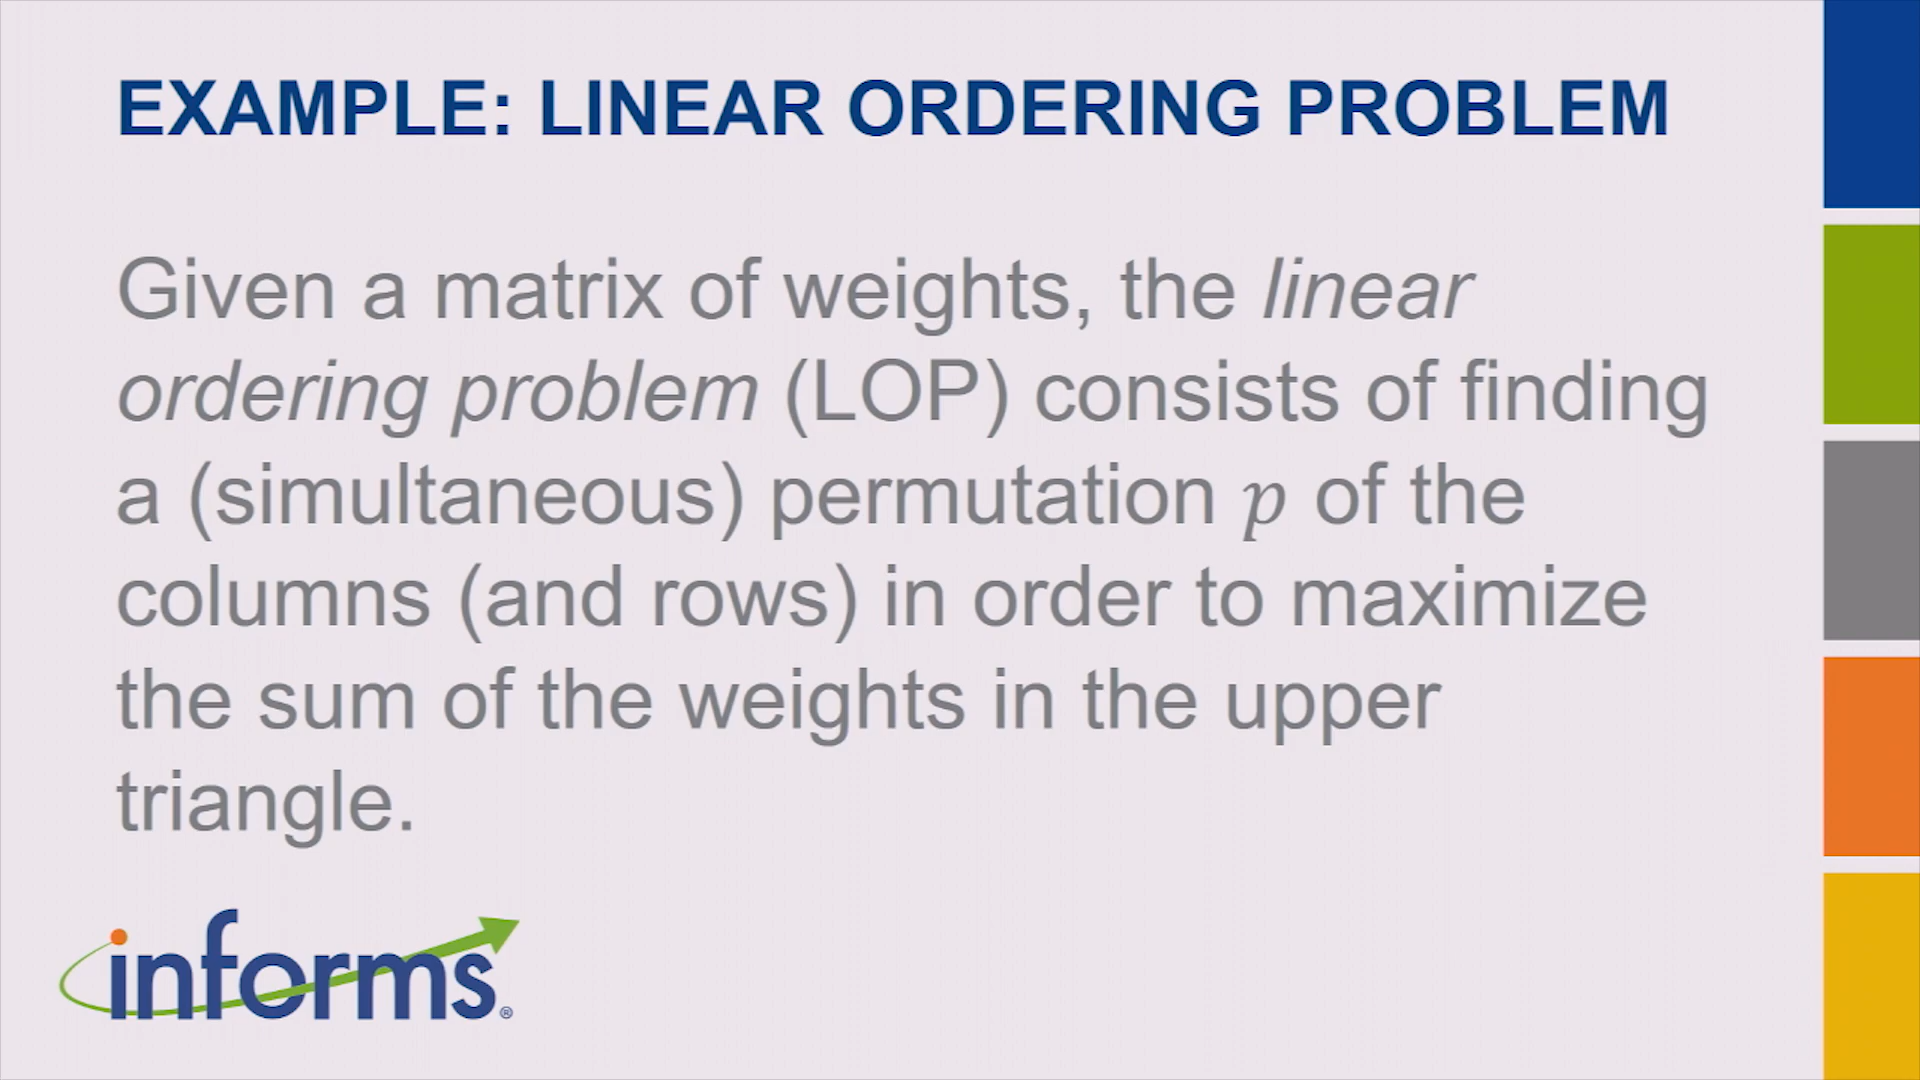 EXAMPLE: LINEAR ORDERING PROBLEM
Given a matrix of weights, the linear
ordering problem (LOP) consists of finding
a (simultaneous) permutation p of the
columns (and rows) in order to maximize
the sum of the weights in the upper
triangle.
informs®